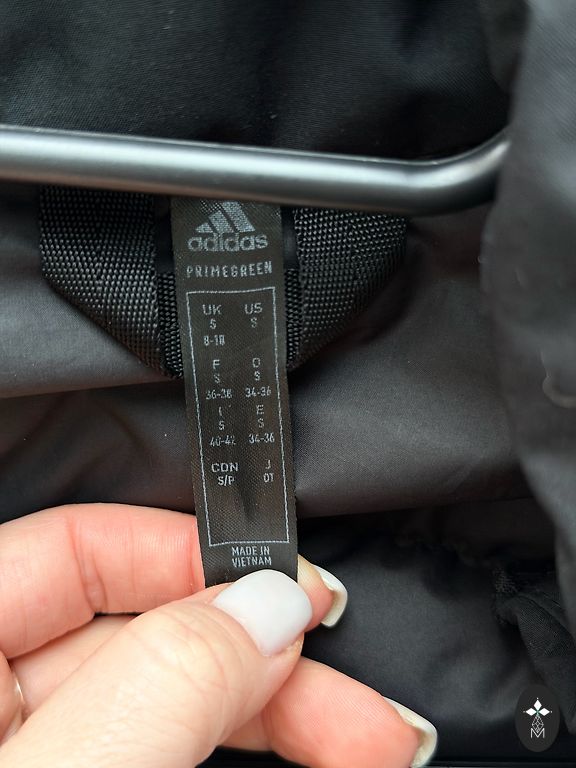 adidas
PRIMEGREEN
UK US
S S
8-10
F D
S S
36-38 34-36
I E
S S
40-42 34-36
CDN J
S/P OT
MADE IN
VIETNAM